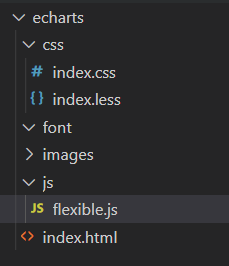 echarts
css
# index.css
{} index.less
font
images
js
JS flexible.js
<> index.html